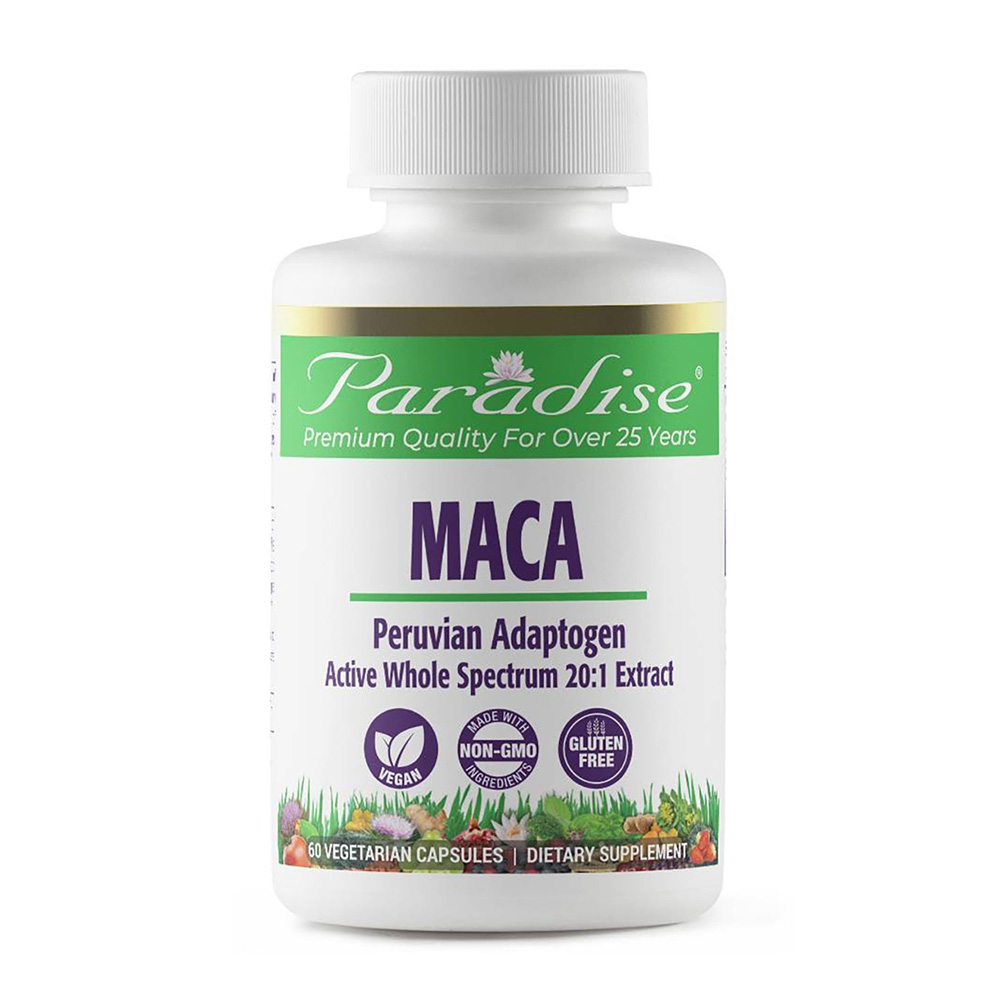 Paradise®
Premium Quality For Over 25 Years
MACA
Peruvian Adaptogen
Active Whole Spectrum 20:1 Extract
VEGAN
MADE WITH
NON-GMO
INGREDIENTS
GLUTEN
FREE
60 VEGETARIAN CAPSULES | DIETARY SUPPLEMENT